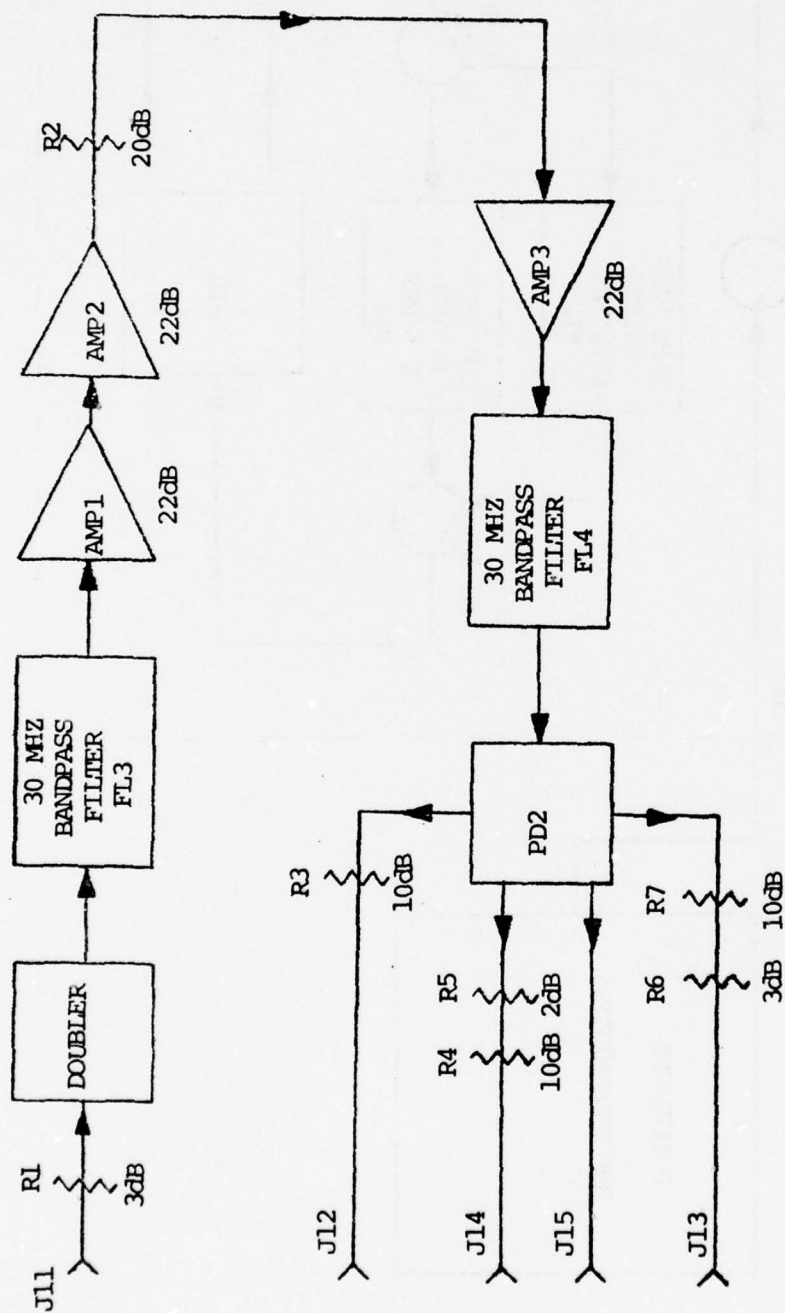 J11
R1
3dB
DOUBLER
30 MHZ
BANDPASS
FILTER
FL3
AMP1
22dB
AMP2
22dB
R2
20dB
AMP3
22dB
30 MHZ
BANDPASS
FILTER
FL4
PD2
R3
10dB
J12
R5
2dB
R4
10dB
J14
J15
R7
10dB
R6
3dB
J13